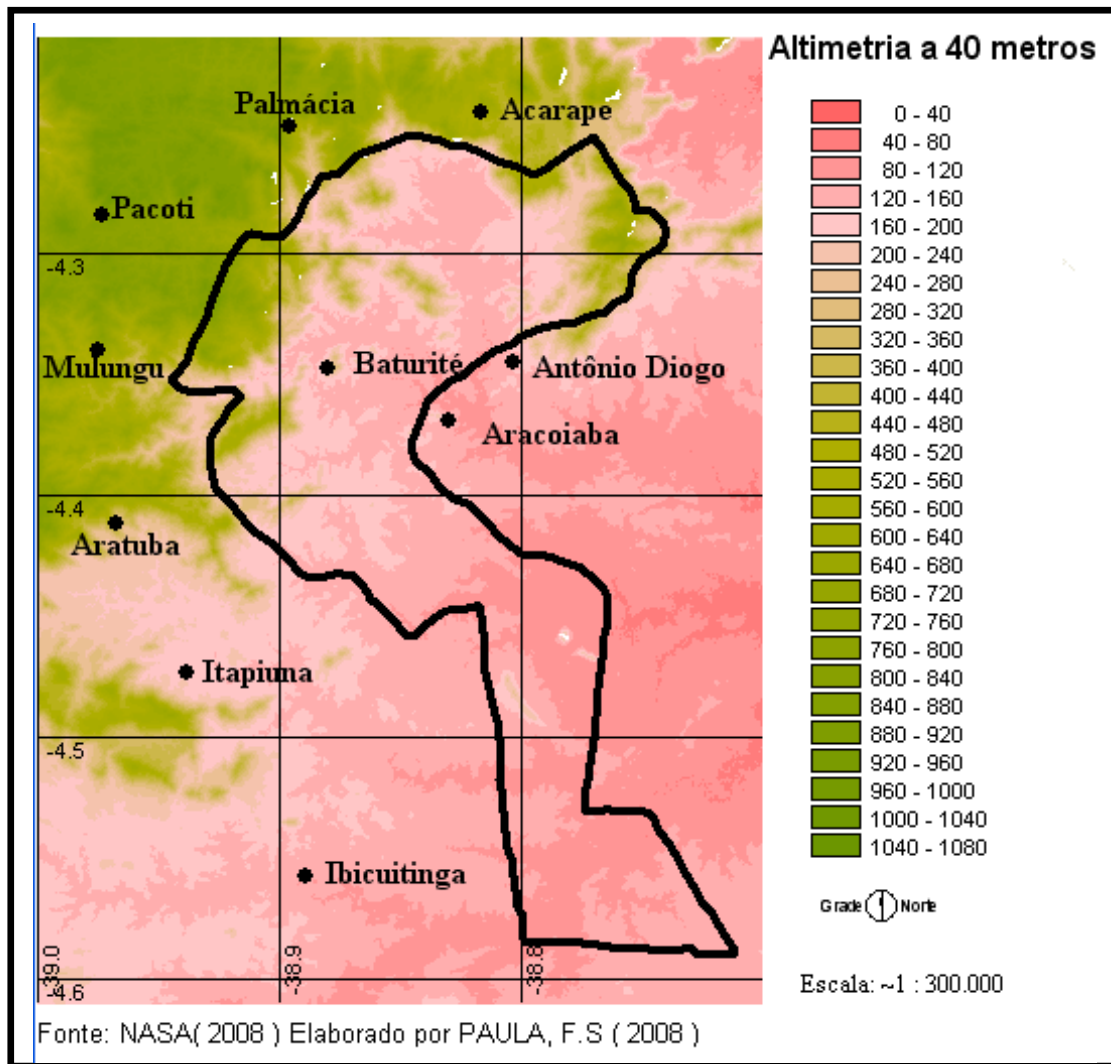 Altimetria a 40 metros
Palmácia
Acarape
Pacoti
-4.3
Mulungu
Baturité
Antônio Diogo
Aracoiaba
-4.4
Aratuba
Itapiuna
-4.5
Ibicuitinga
-39.0
-38.9
-38.8
-4.6
0 - 40
40 - 80
80 - 120
120 - 160
160 - 200
200 - 240
240 - 280
280 - 320
320 - 360
360 - 400
400 - 440
440 - 480
480 - 520
520 - 560
560 - 600
600 - 640
640 - 680
680 - 720
720 - 760
760 - 800
800 - 840
840 - 880
880 - 920
920 - 960
960 - 1000
1000 - 1040
1040 - 1080
Grade Norte
Escala: ~1 : 300.000
Fonte: NASA( 2008 ) Elaborado por PAULA, F.S ( 2008 )